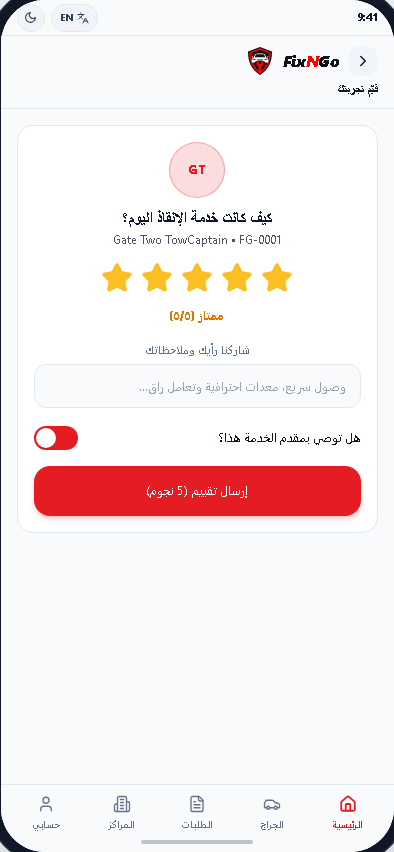 9:41
EN
FixNGo
قيّم تجربتك
GT
كيف كانت خدمة الإنقاذ اليوم؟
Gate Two TowCaptain • FG-0001
ممتاز (5/5)
شاركنا رأيك وملاحظاتك
وصول سريع، معدات احترافية وتعامل راقٍ...
هل توصي بمقدم الخدمة هذا؟
إرسال تقييم (5 نجوم)
الرئيسية
الجراج
الطلبات
المراكز
حسابي